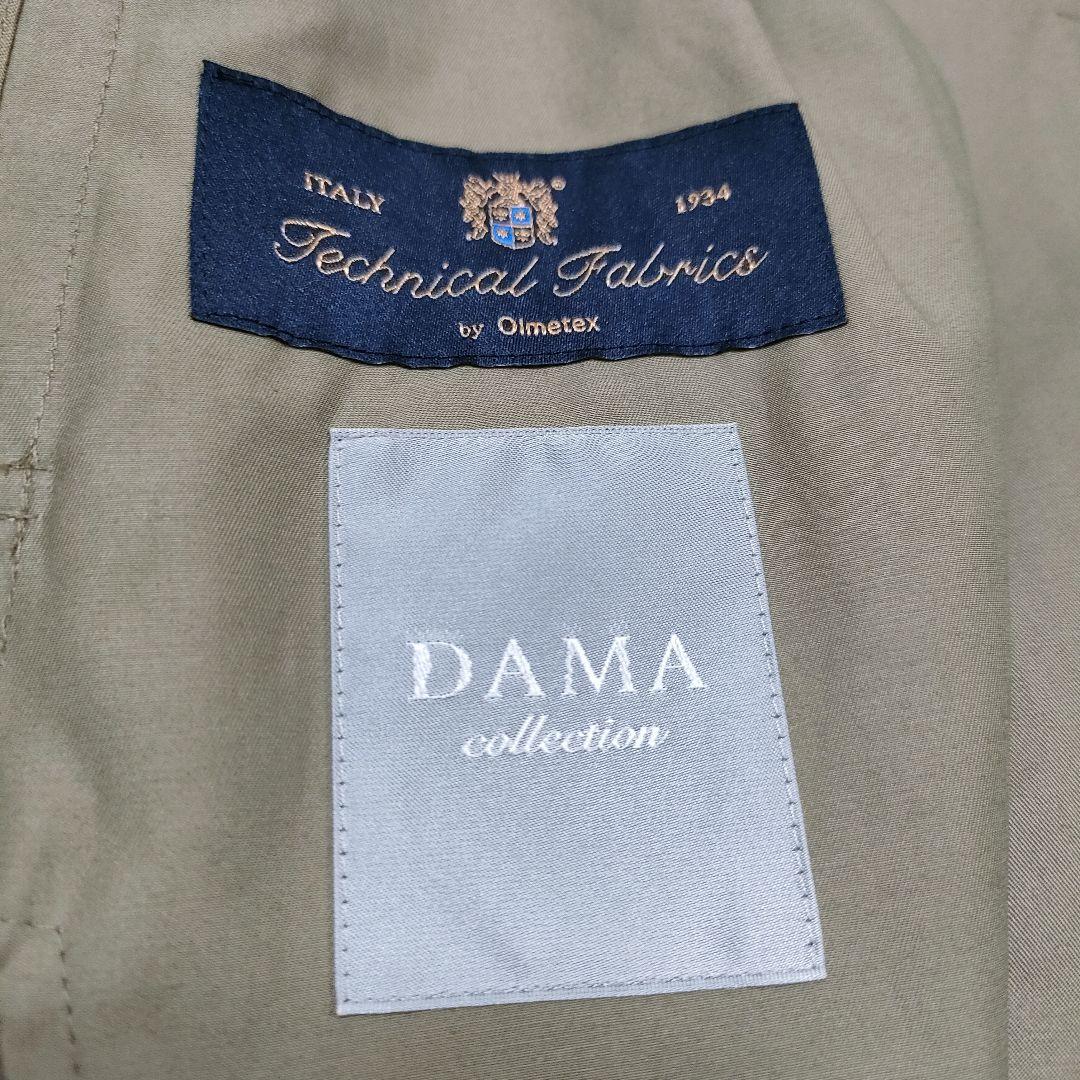 ITALY 1934
Technical Fabrics
by Olmetex
DAMA
collection